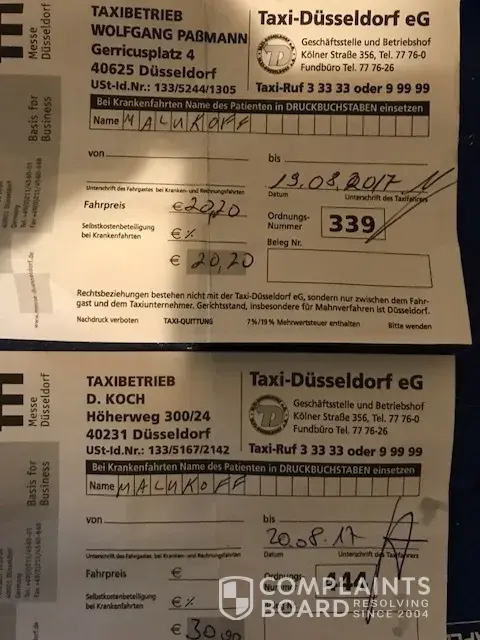 TAXIBETRIEB
WOLFGANG PAßMANN
Gerricusplatz 4
40625 Düsseldorf
USt-Id.Nr.: 133/5244/1305
Taxi-Düsseldorf eG
Geschäftsstelle und Betriebshof
Kölner Straße 356, Tel. 77 76-0
Fundbüro Tel. 77 76-26
Taxi-Ruf 3 33 33 oder 9 99 99
Messe
Düsseldorf
Basis for
Business
Bei Krankenfahrten Name des Patienten in DRUCKBUCHSTABEN einsetzen
Name MALUKOFF
von bis
19.08.2017
Unterschrift des Fahrgastes bei Kranken- und Rechnungsfahrten
Datum Unterschrift des Taxifahrers
Fahrpreis €20,20
Ordnungs-
Nummer 339
Selbstkostenbeteiligung
bei Krankenfahrten € %
Beleg Nr.
€ 20,20
Rechtsbeziehungen bestehen nicht mit der Taxi-Düsseldorf eG, sondern nur zwischen dem Fahr-
gast und dem Taxiunternehmer. Gerichtsstand, insbesondere für Mahnverfahren ist Düsseldorf.
Nachdruck verboten TAXI-QUITTUNG 7%/19% Mehrwertsteuer enthalten Bitte wenden
TAXIBETRIEB
D. KOCH
Höherweg 300/24
40231 Düsseldorf
USt-Id.Nr.: 133/5167/2142
Taxi-Düsseldorf eG
Geschäftsstelle und Betriebshof
Kölner Straße 356, Tel. 77 76-0
Fundbüro Tel. 77 76-26
Taxi-Ruf 3 33 33 oder 9 99 99
Messe
Düsseldorf
Basis for
Business
Bei Krankenfahrten Name des Patienten in DRUCKBUCHSTABEN einsetzen
Name MALUKOFF
von bis
20.08.17
Unterschrift des Fahrgastes bei Kranken- und Rechnungsfahrten
Datum Unterschrift des Taxifahrers
Fahrpreis €
Ordnungs-
444
Selbstkostenbeteiligung
bei Krankenfahrten € %
€ 30,90
COMPLAINTS
BOARD
RESOLVING
SINCE 2004